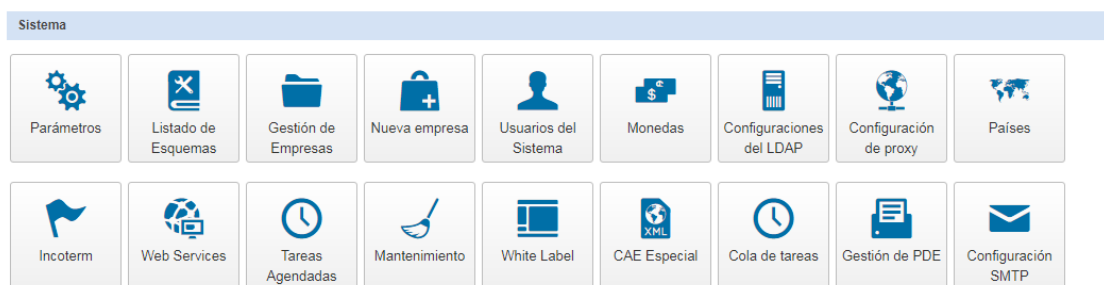 Sistema
Parámetros
Listado de
Esquemas
Gestión de
Empresas
Nueva empresa
Usuarios del
Sistema
Monedas
Configuraciones
del LDAP
Configuración
de proxy
Países
Incoterm
Web Services
Tareas
Agendadas
Mantenimiento
White Label
XML
CAE Especial
Cola de tareas
Gestión de PDE
Configuración
SMTP